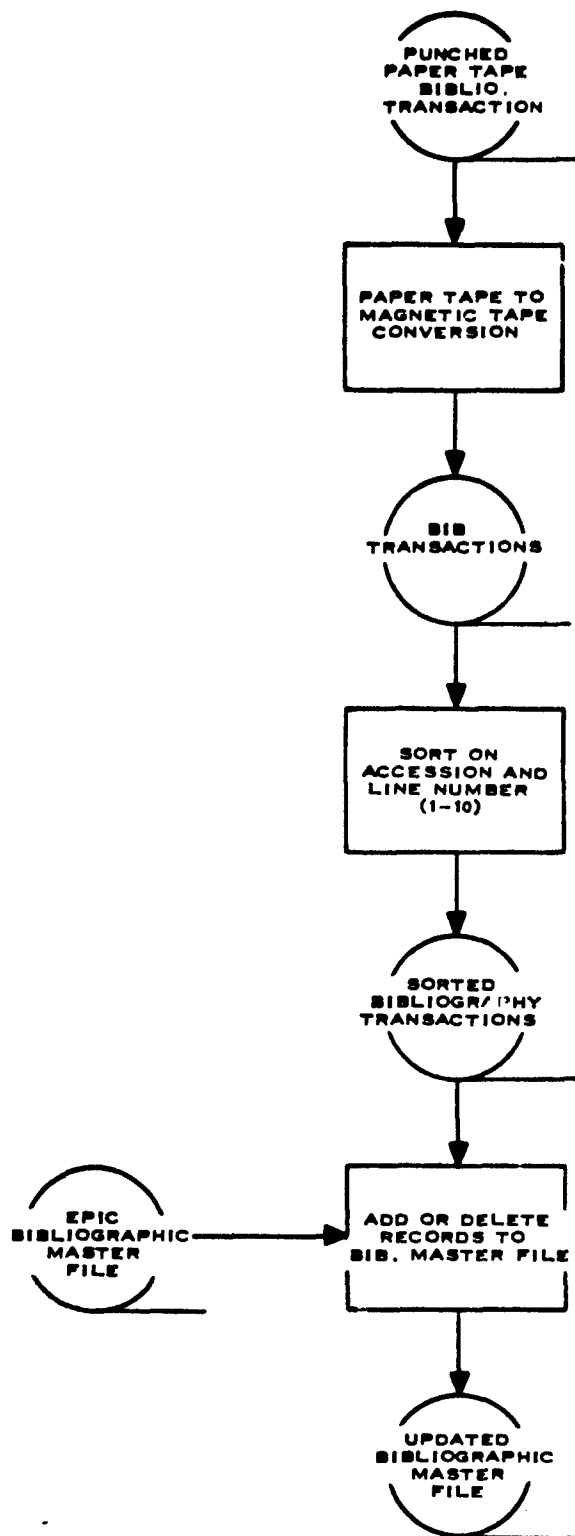 PUNCHED
PAPER TAPE
BIBLIO.
TRANSACTION
PAPER TAPE TO
MAGNETIC TAPE
CONVERSION
BIB
TRANSACTIONS
SORT ON
ACCESSION AND
LINE NUMBER
(1-10)
SORTED
BIBLIOGRAPHY
TRANSACTIONS
EPIC
BIBLIOGRAPHIC
MASTER
FILE
ADD OR DELETE
RECORDS TO
BIB. MASTER FILE
UPDATED
BIBLIOGRAPHIC
MASTER
FILE